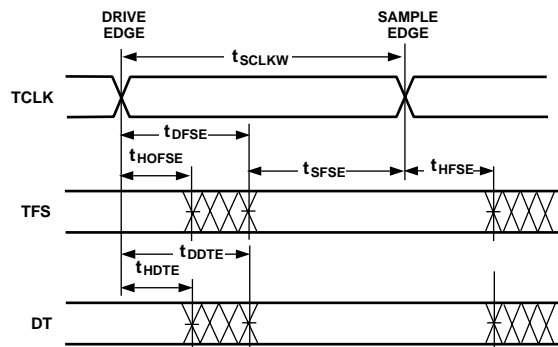 DRIVE
EDGE
SAMPLE
EDGE
tSCLKW
TCLK
tDFSE
tHOFSE
tSFSE
tHFSE
TFS
tDDTE
tHDTE
DT